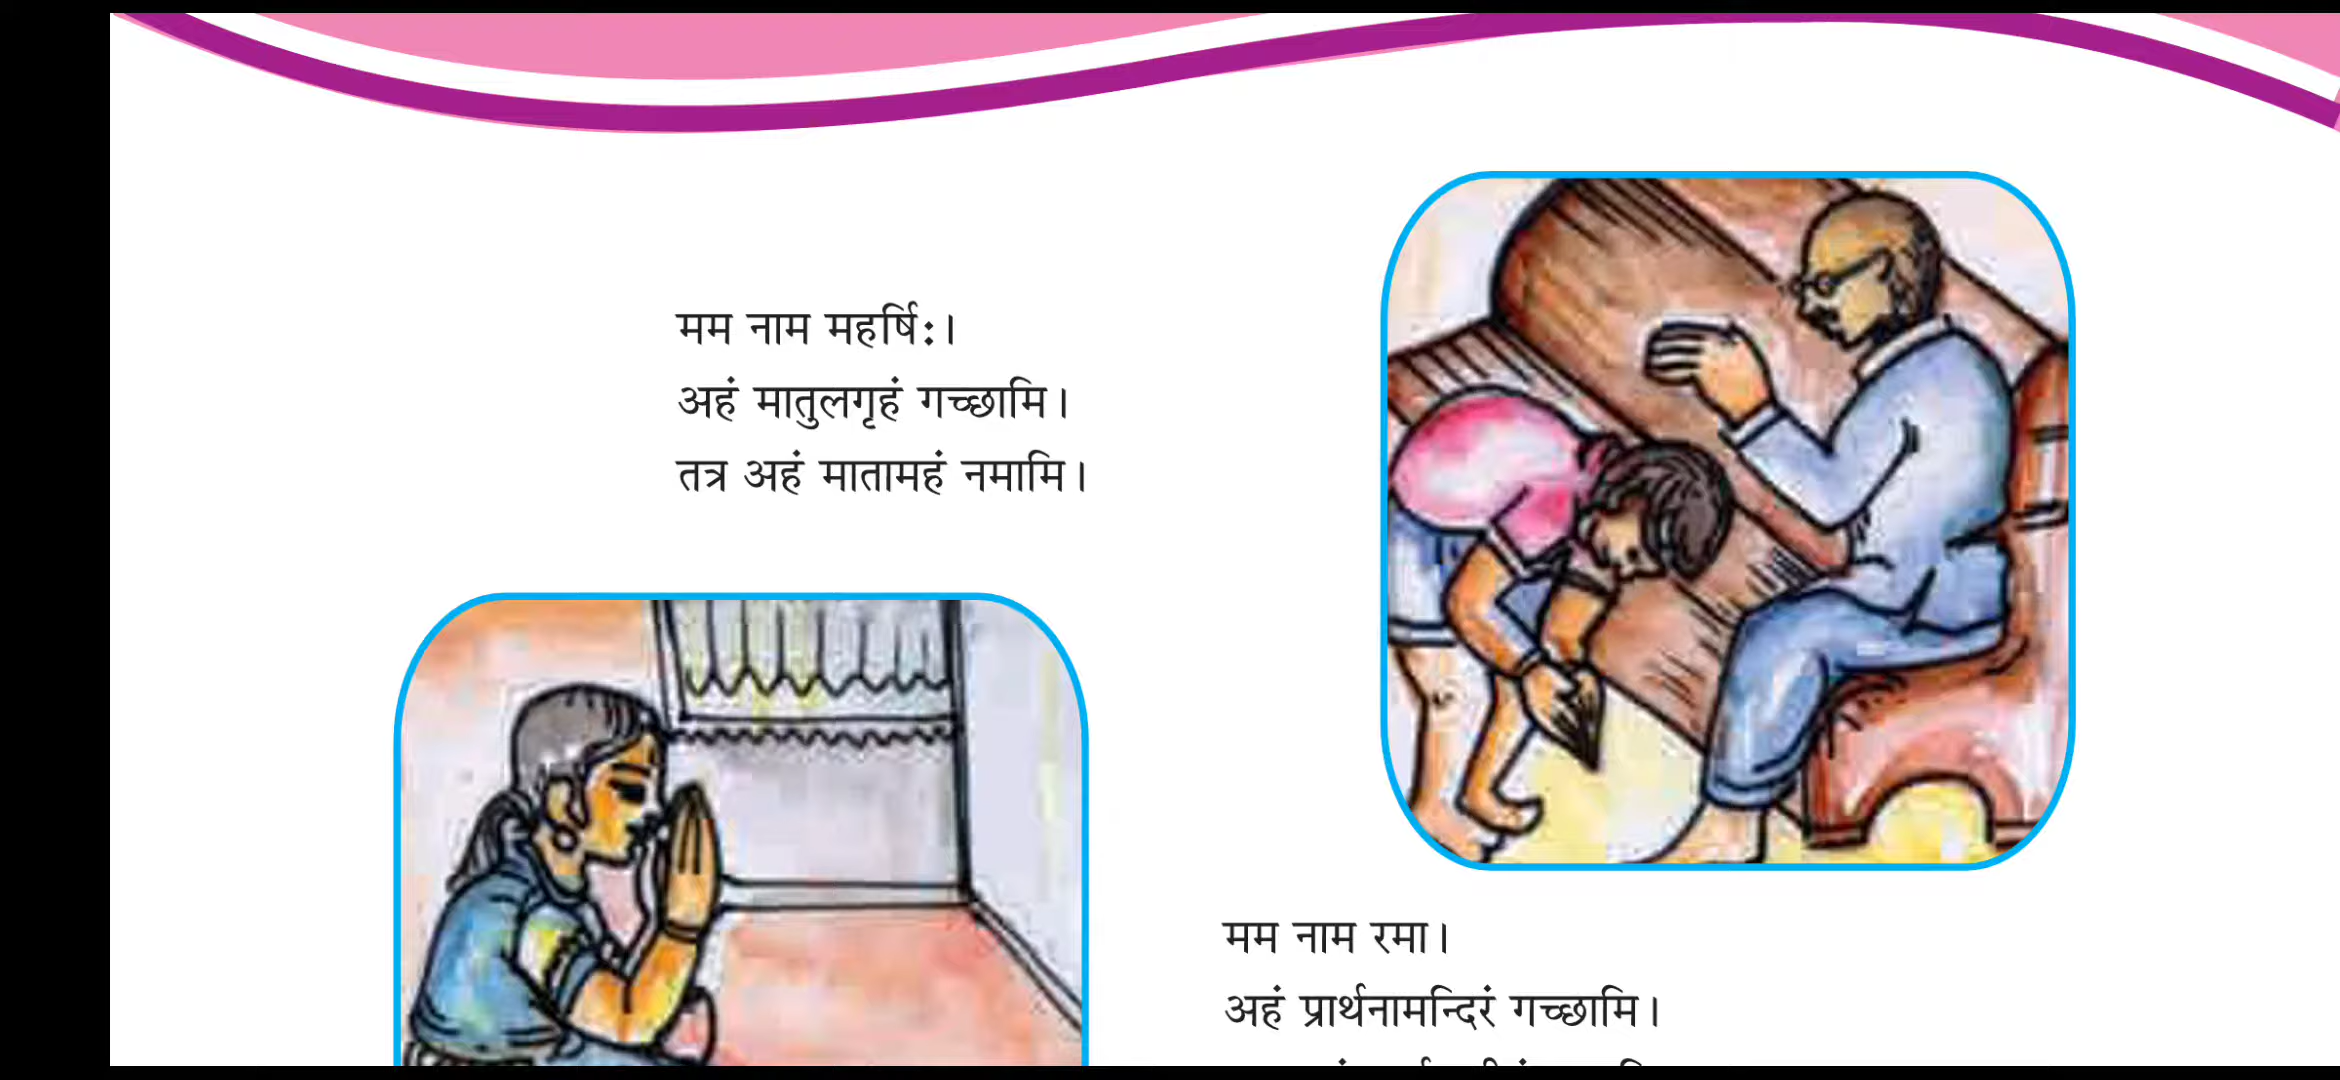 मम नाम महर्षिः।
अहं मातुलगृहं गच्छामि।
तत्र अहं मातामहं नमामि।
मम नाम रमा।
अहं प्रार्थनामन्दिरं गच्छामि।